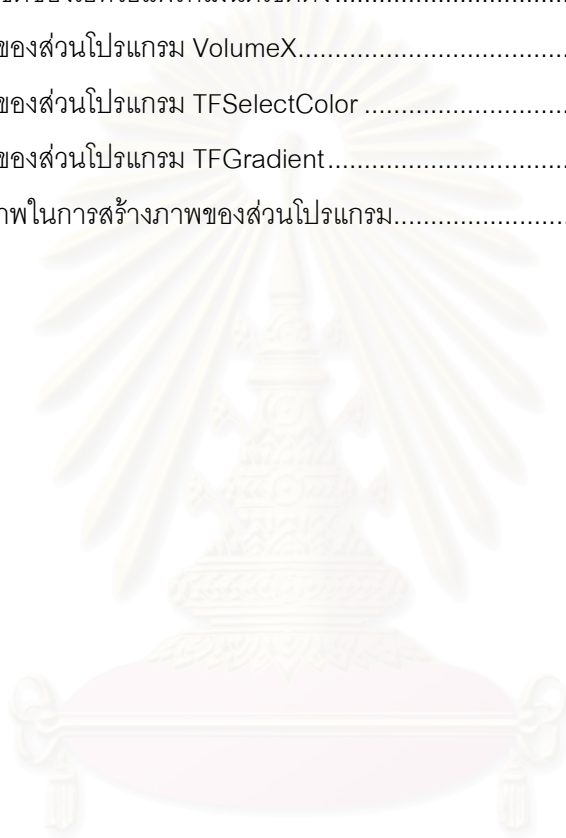 ของส่วนโปรแกรม VolumeX........................................
ของส่วนโปรแกรม TFSelectColor ................................
ของส่วนโปรแกรม TFGradient....................................
าพในการสร้างภาพของส่วนโปรแกรม...........................